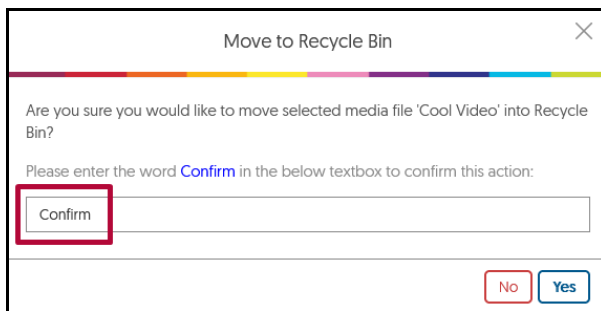 Move to Recycle Bin
Are you sure you would like to move selected media file 'Cool Video' into Recycle
Bin?
Please enter the word Confirm in the below textbox to confirm this action:
Confirm
No Yes